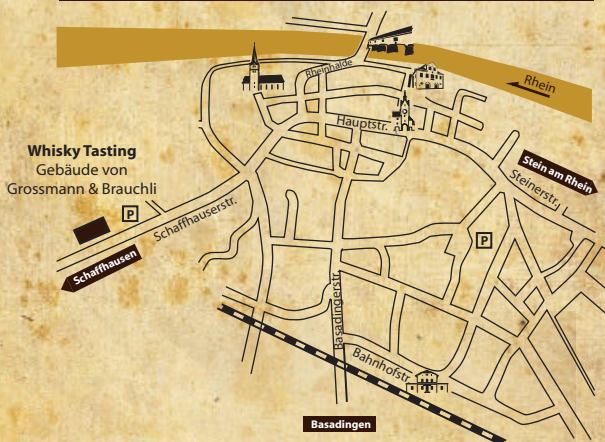 Rheinhalde
Rhein
Hauptstr.
Whisky Tasting
Gebäude von
Grossmann & Brauchli
Stein am Rhein
Steinerstr.
P
Schaffhauserstr.
P
Schaffhausen
Basadingerstr.
Bahnhofstr.
Basadingen